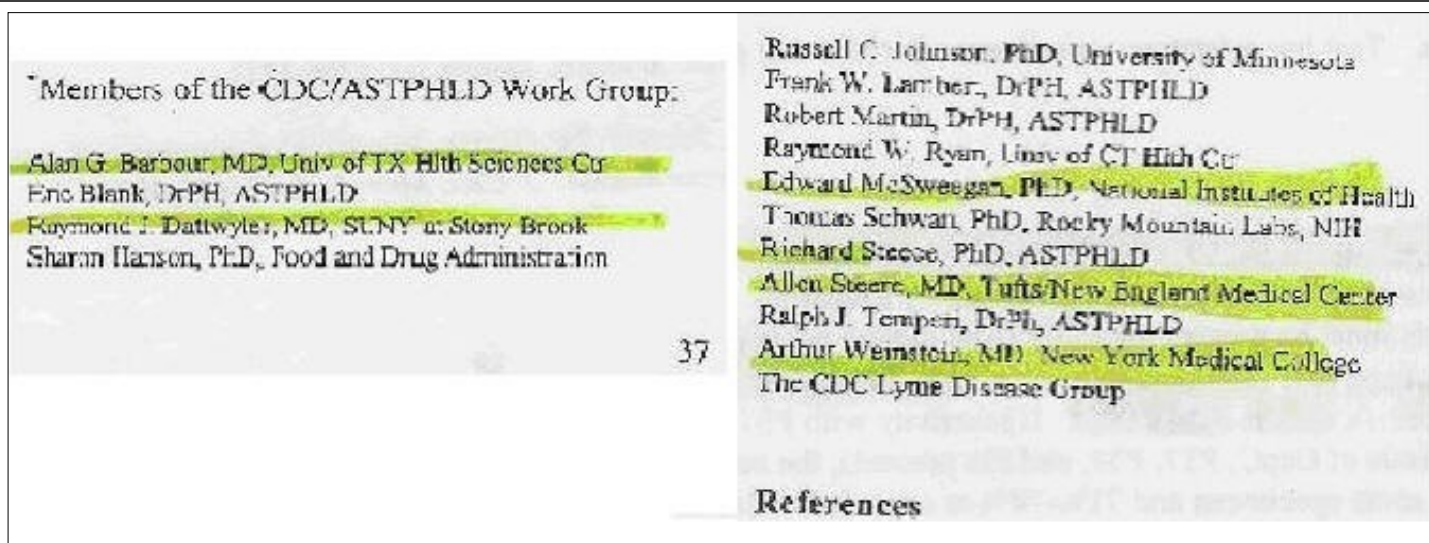 *Members of the CDC/ASTPHLD Work Group:
Alan G. Barbour, MD, Univ of TX Hlth Sciences Ctr
Eric Blank, DrPH, ASTPHLD
Raymond J. Dattwyler, MD, SUNY at Stony Brook
Sharon Hanson, PhD, Food and Drug Administration
37
Russell C. Johnson, PhD, University of Minnesota
Frank W. Lambert, DrPH, ASTPHLD
Robert Martin, DrPH, ASTPHLD
Raymond W. Ryan, Univ of CT Hlth Ctr
Edward McSweegan, PhD, National Institutes of Health
Thomas Schwan, PhD, Rocky Mountain Labs, NIH
Richard Steece, PhD, ASTPHLD
Allen Steere, MD, Tufts/New England Medical Center
Ralph J. Timperi, DrPh, ASTPHLD
Arthur Weinstein, MD, New York Medical College
The CDC Lyme Disease Group
References